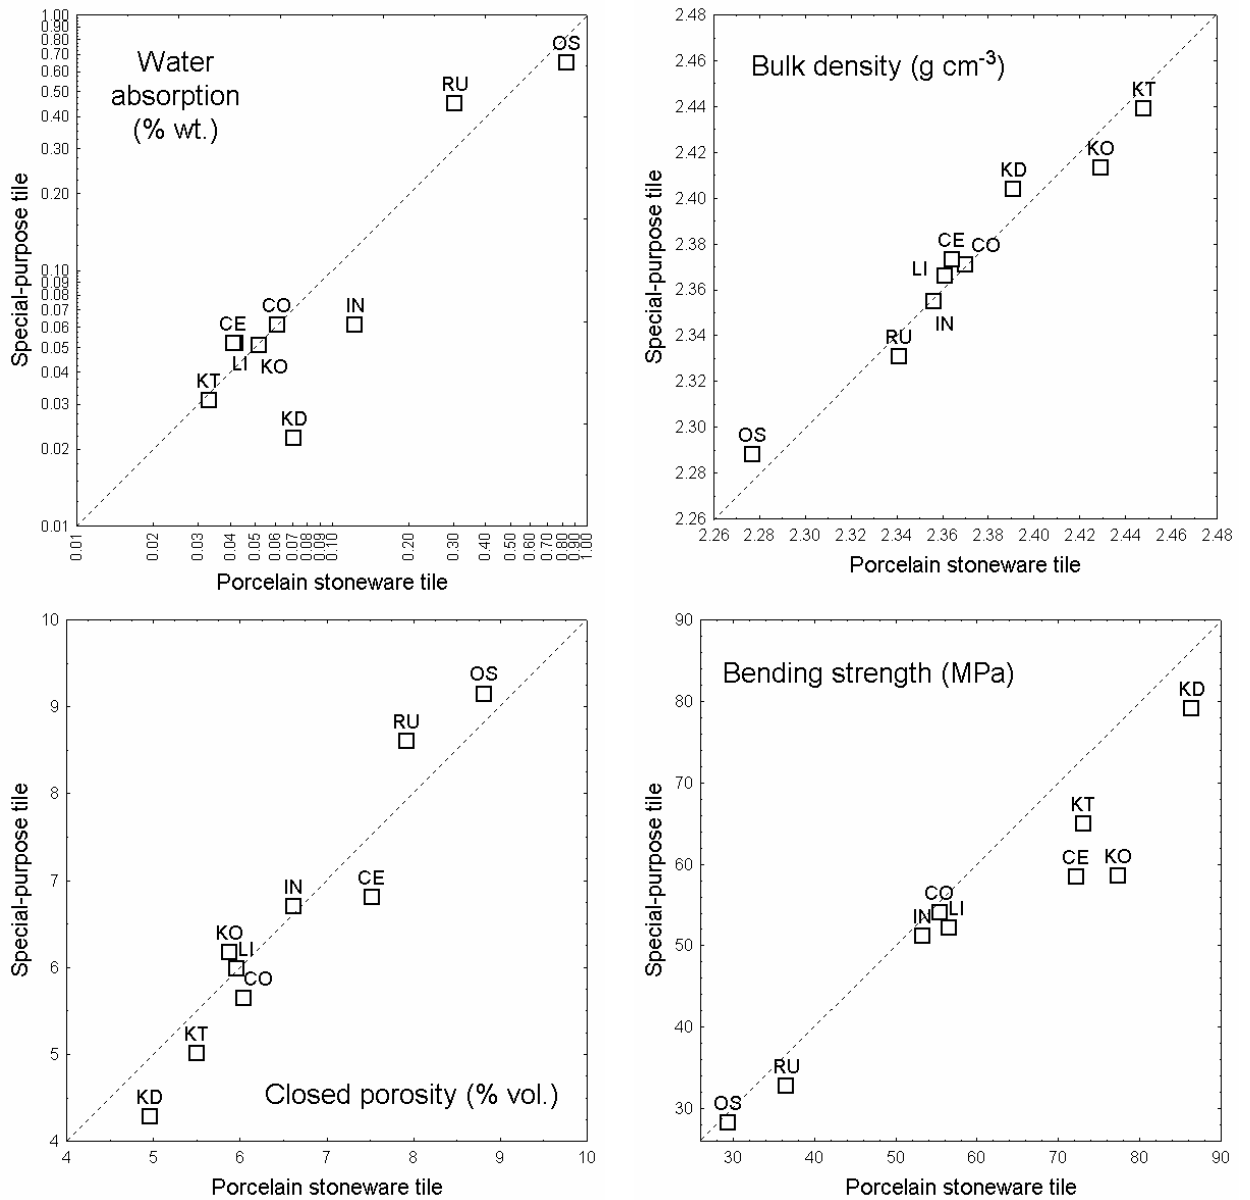 Water
absorption
(% wt.)
Special-purpose tile
1.00
0.90
0.80
0.70
0.60
0.50
0.40
0.30
0.20
0.10
0.09
0.08
0.07
0.06
0.05
0.04
0.03
0.02
0.01
OS
RU
CO
IN
CE
LI
KO
KT
KD
0.01 0.02 0.03 0.04 0.05 0.06 0.07 0.08 0.09 0.10 0.20 0.30 0.40 0.50 0.60 0.70 0.80 0.90 1.00
Porcelain stoneware tile
Bulk density (g cm-3)
Special-purpose tile
2.48
2.46
2.44
2.42
2.40
2.38
2.36
2.34
2.32
2.30
2.28
2.26
KT
KO
KD
CE
CO
LI
IN
RU
OS
2.26 2.28 2.30 2.32 2.34 2.36 2.38 2.40 2.42 2.44 2.46 2.48
Porcelain stoneware tile
Special-purpose tile
10
9
8
7
6
5
4
OS
RU
IN
CE
KO
LI
CO
KT
KD
Closed porosity (% vol.)
4 5 6 7 8 9 10
Porcelain stoneware tile
Bending strength (MPa)
Special-purpose tile
90
80
70
60
50
40
30
KD
KT
CE
KO
CO
LI
IN
RU
OS
30 40 50 60 70 80 90
Porcelain stoneware tile